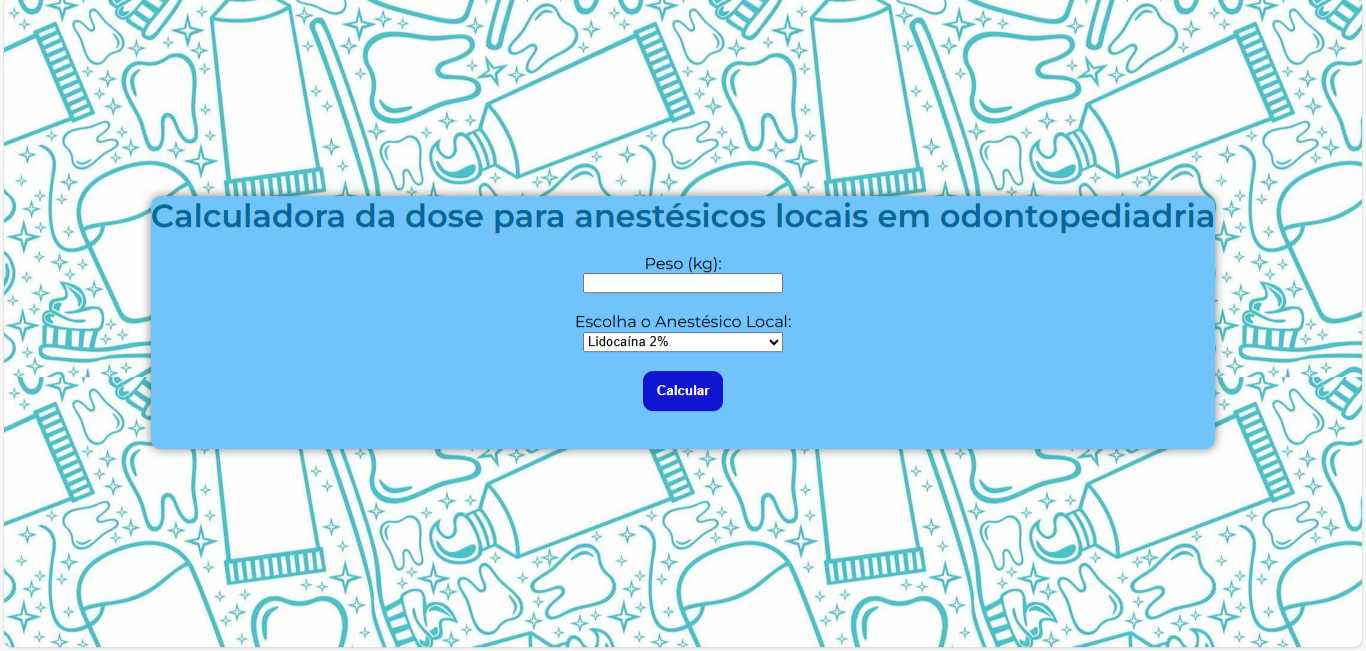 Calculadora da dose para anestésicos locais em odontopediadria
Peso (kg):
Escolha o Anestésico Local:
Lidocaína 2%
Calcular